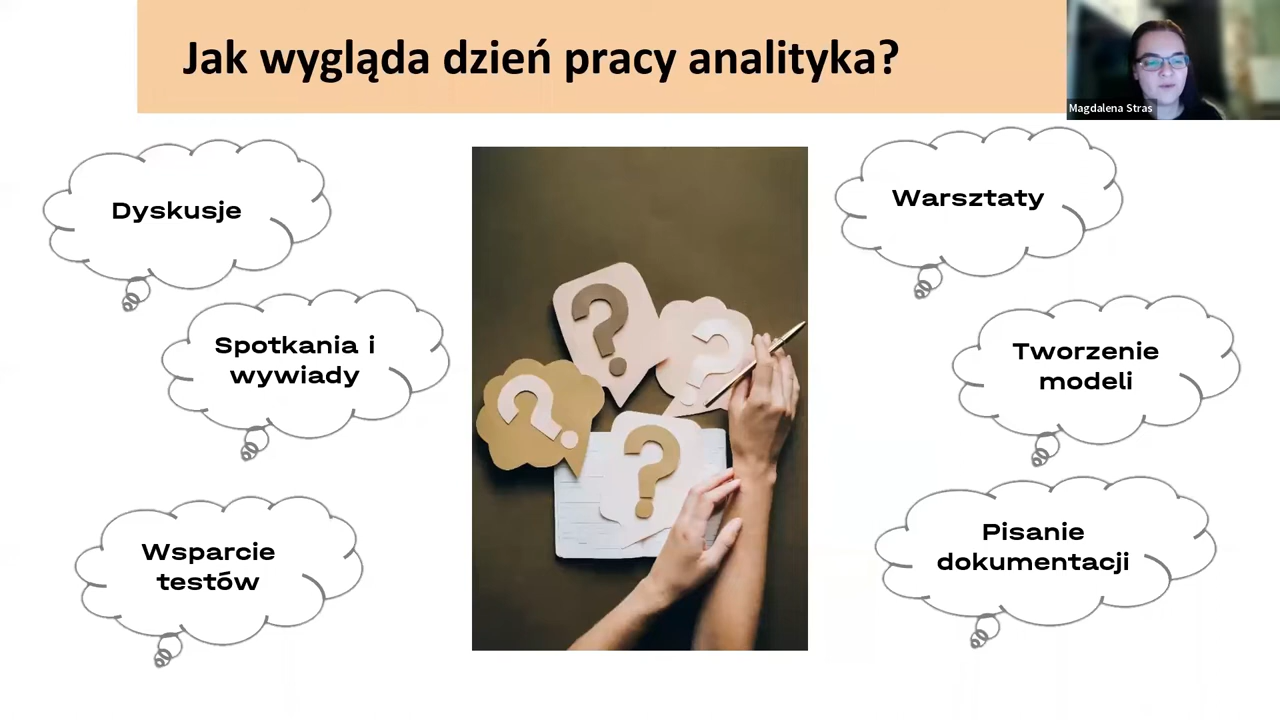 Jak wygląda dzień pracy analityka?
Magdalena Stras
Dyskusje
Warsztaty
Spotkania i
wywiady
Tworzenie
modeli
Wsparcie
testów
Pisanie
dokumentacji